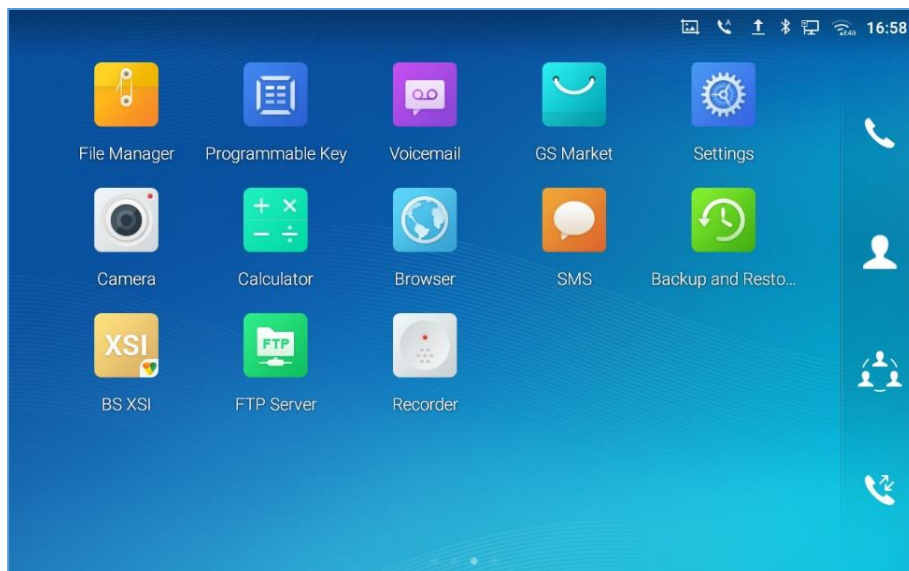 16:58
File Manager Programmable Key Voicemail GS Market Settings
Camera Calculator Browser SMS Backup and Resto...
XSI FTP
BS XSI FTP Server Recorder